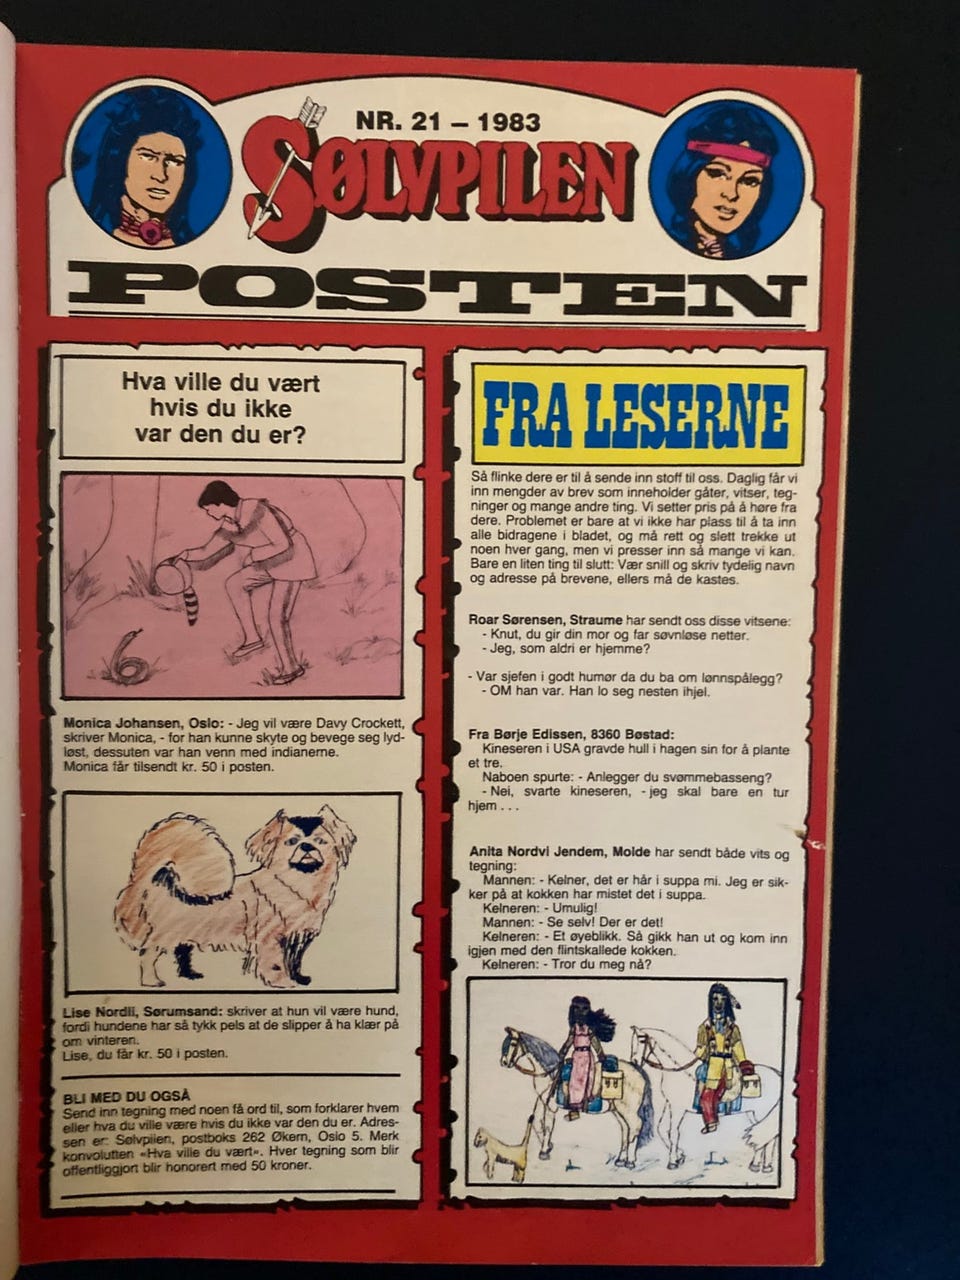 NR. 21 – 1983
SØLVPILEN
POSTEN
Hva ville du vært
hvis du ikke
var den du er?
Monica Johansen, Oslo: - Jeg vil være Davy Crockett,
skriver Monica, - for han kunne skyte og bevege seg lyd-
løst, dessuten var han venn med indianerne.
Monica får tilsendt kr. 50 i posten.
Lise Nordli, Sørumsand: skriver at hun vil være hund,
fordi hundene har så tykk pels at de slipper å ha klær på
om vinteren.
Lise, du får kr. 50 i posten.
BLI MED DU OGSÅ
Send inn tegning med noen få ord til, som forklarer hvem
eller hva du ville være hvis du ikke var den du er. Adres-
sen er: Sølvpilen, postboks 262 Økern, Oslo 5. Merk
konvolutten «Hva ville du vært». Hver tegning som blir
offentliggjort blir honorert med 50 kroner.
FRA LESERNE
Så flinke dere er til å sende inn stoff til oss. Daglig får vi
inn mengder av brev som inneholder gåter, vitser, teg-
ninger og mange andre ting. Vi setter pris på å høre fra
dere. Problemet er bare at vi ikke har plass til å ta inn
alle bidragene i bladet, og må rett og slett trekke ut
noen hver gang, men vi presser inn så mange vi kan.
Bare en liten ting til slutt: Vær snill og skriv tydelig navn
og adresse på brevene, ellers må de kastes.
Roar Sørensen, Straume har sendt oss disse vitsene:
- Knut, du gir din mor og far søvnløse netter.
- Jeg, som aldri er hjemme?
- Var sjefen i godt humør da du ba om lønnspålegg?
- OM han var. Han lo seg nesten ihjel.
Fra Børje Edissen, 8360 Bøstad:
Kineseren i USA gravde hull i hagen sin for å plante
et tre.
Naboen spurte: - Anlegger du svømmebasseng?
- Nei, svarte kineseren, - jeg skal bare en tur
hjem . . .
Anita Nordvi Jendem, Molde har sendt både vits og
tegning:
Mannen: - Kelner, det er hår i suppa mi. Jeg er sik-
ker på at kokken har mistet det i suppa.
Kelneren: - Umulig!
Mannen: - Se selv! Der er det!
Kelneren: - Et øyeblikk. Så gikk han ut og kom inn
igjen med den flintskallede kokken.
Kelneren: - Tror du meg nå?